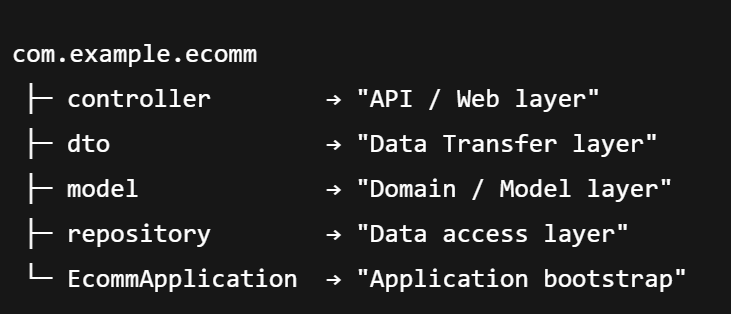 com.example.ecomm
├─ controller        → "API / Web layer"
├─ dto               → "Data Transfer layer"
├─ model             → "Domain / Model layer"
├─ repository        → "Data access layer"
└─ EcommApplication  → "Application bootstrap"